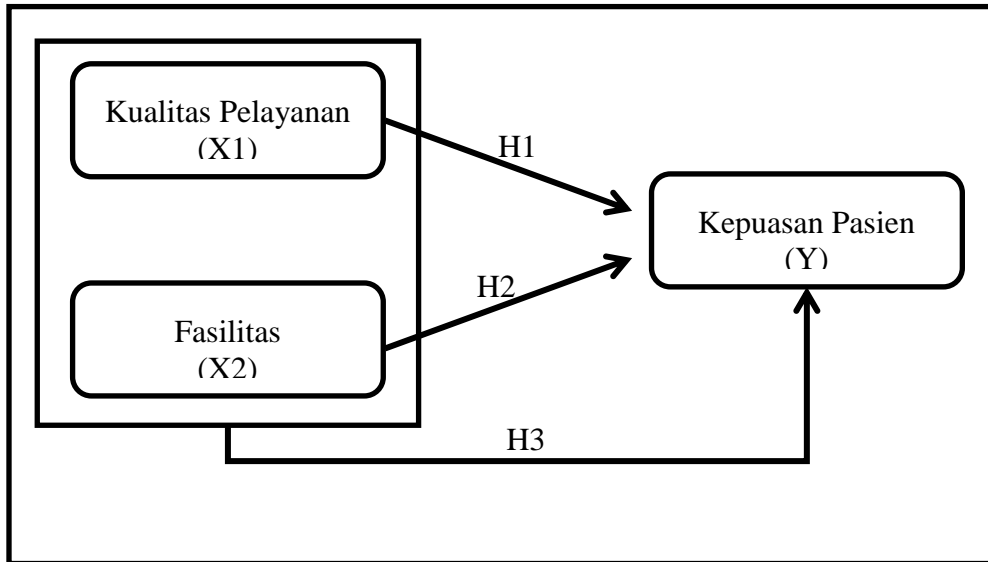 Kualitas Pelayanan
(X1)
H1
Kepuasan Pasien
(Y)
H2
Fasilitas
(X2)
H3